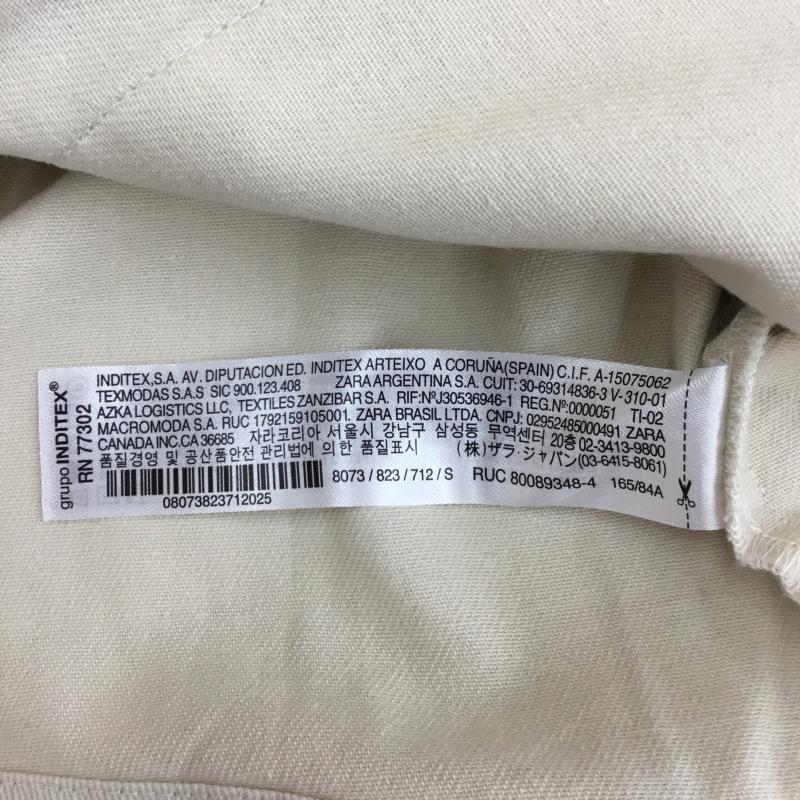 grupo INDITEX®
RN 77302
INDITEX,S.A. AV. DIPUTACION ED. INDITEX ARTEIXO A CORUÑA(SPAIN) C.I.F. A-15075062
TEXMODAS S.A.S SIC 900.123.408 ZARA ARGENTINA S.A. CUIT: 30-69314836-3 V-310-01
AZKA LOGISTICS LLC, TEXTILES ZANZIBAR S.A. RIF:NºJ30536946-1 REG.Nº:0000051 TI-02
MACROMODA S.A. RUC 1792159105001. ZARA BRASIL LTDA. CNPJ: 02952485000491 ZARA
CANADA INC.CA 36685 자라코리아 서울시 강남구 삼성동 무역센터 20층 02-3413-9800
품질경영 및 공산품안전 관리법에 의한 품질표시 (株)ザラ・ジャパン(03-6415-8061)
8073 / 823 / 712 / S RUC 80089348-4 165/84A
08073823712025